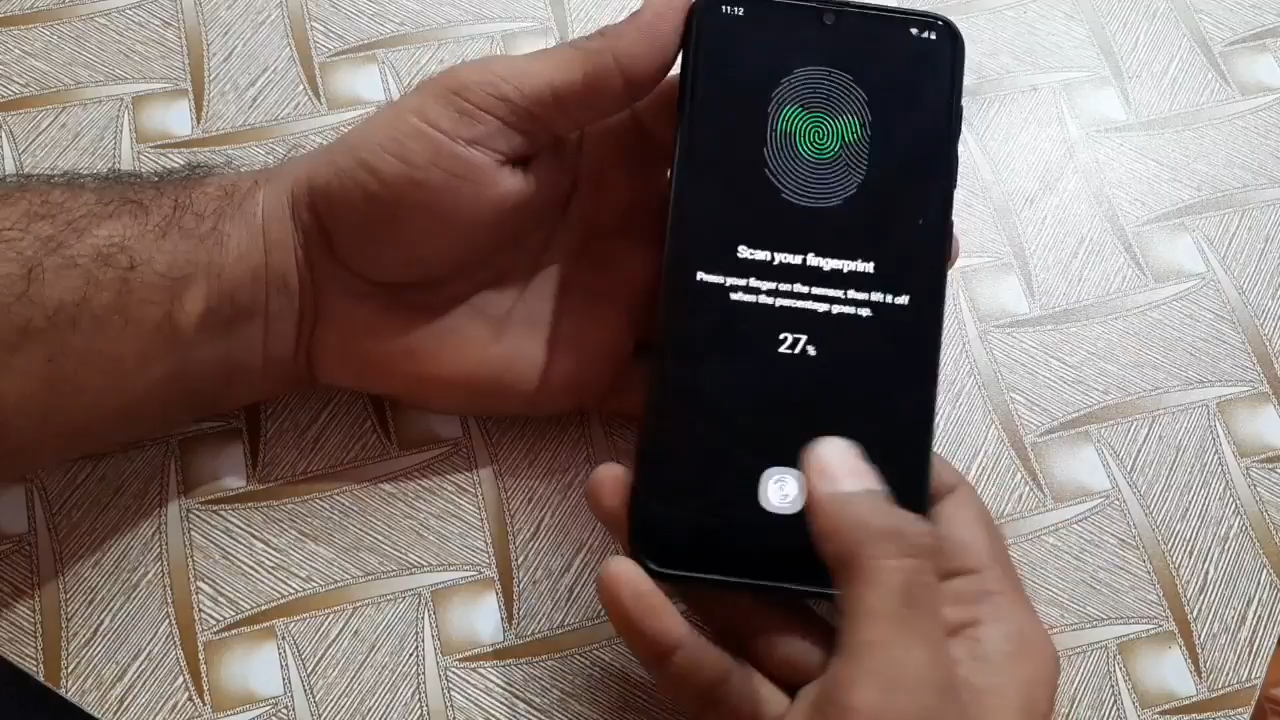 11:12
Scan your fingerprint
Press your finger on the sensor, then lift it off
when the percentage goes up.
27%